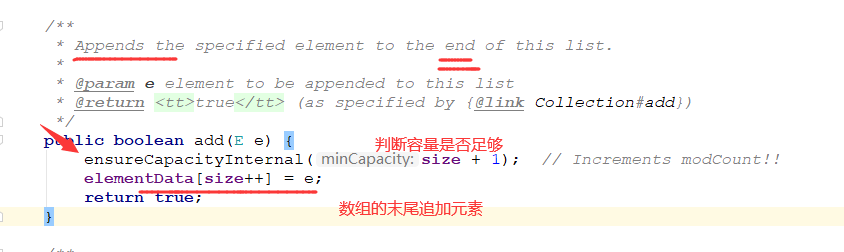 /**
* Appends the specified element to the end of this list.
*
* @param e element to be appended to this list
* @return <tt>true</tt> (as specified by {@link Collection#add})
*/
public boolean add(E e) {
判断容量是否足够
ensureCapacityInternal( minCapacity: size + 1);  // Increments modCount!!
elementData[size++] = e;
return true;
数组的末尾追加元素
}
/**